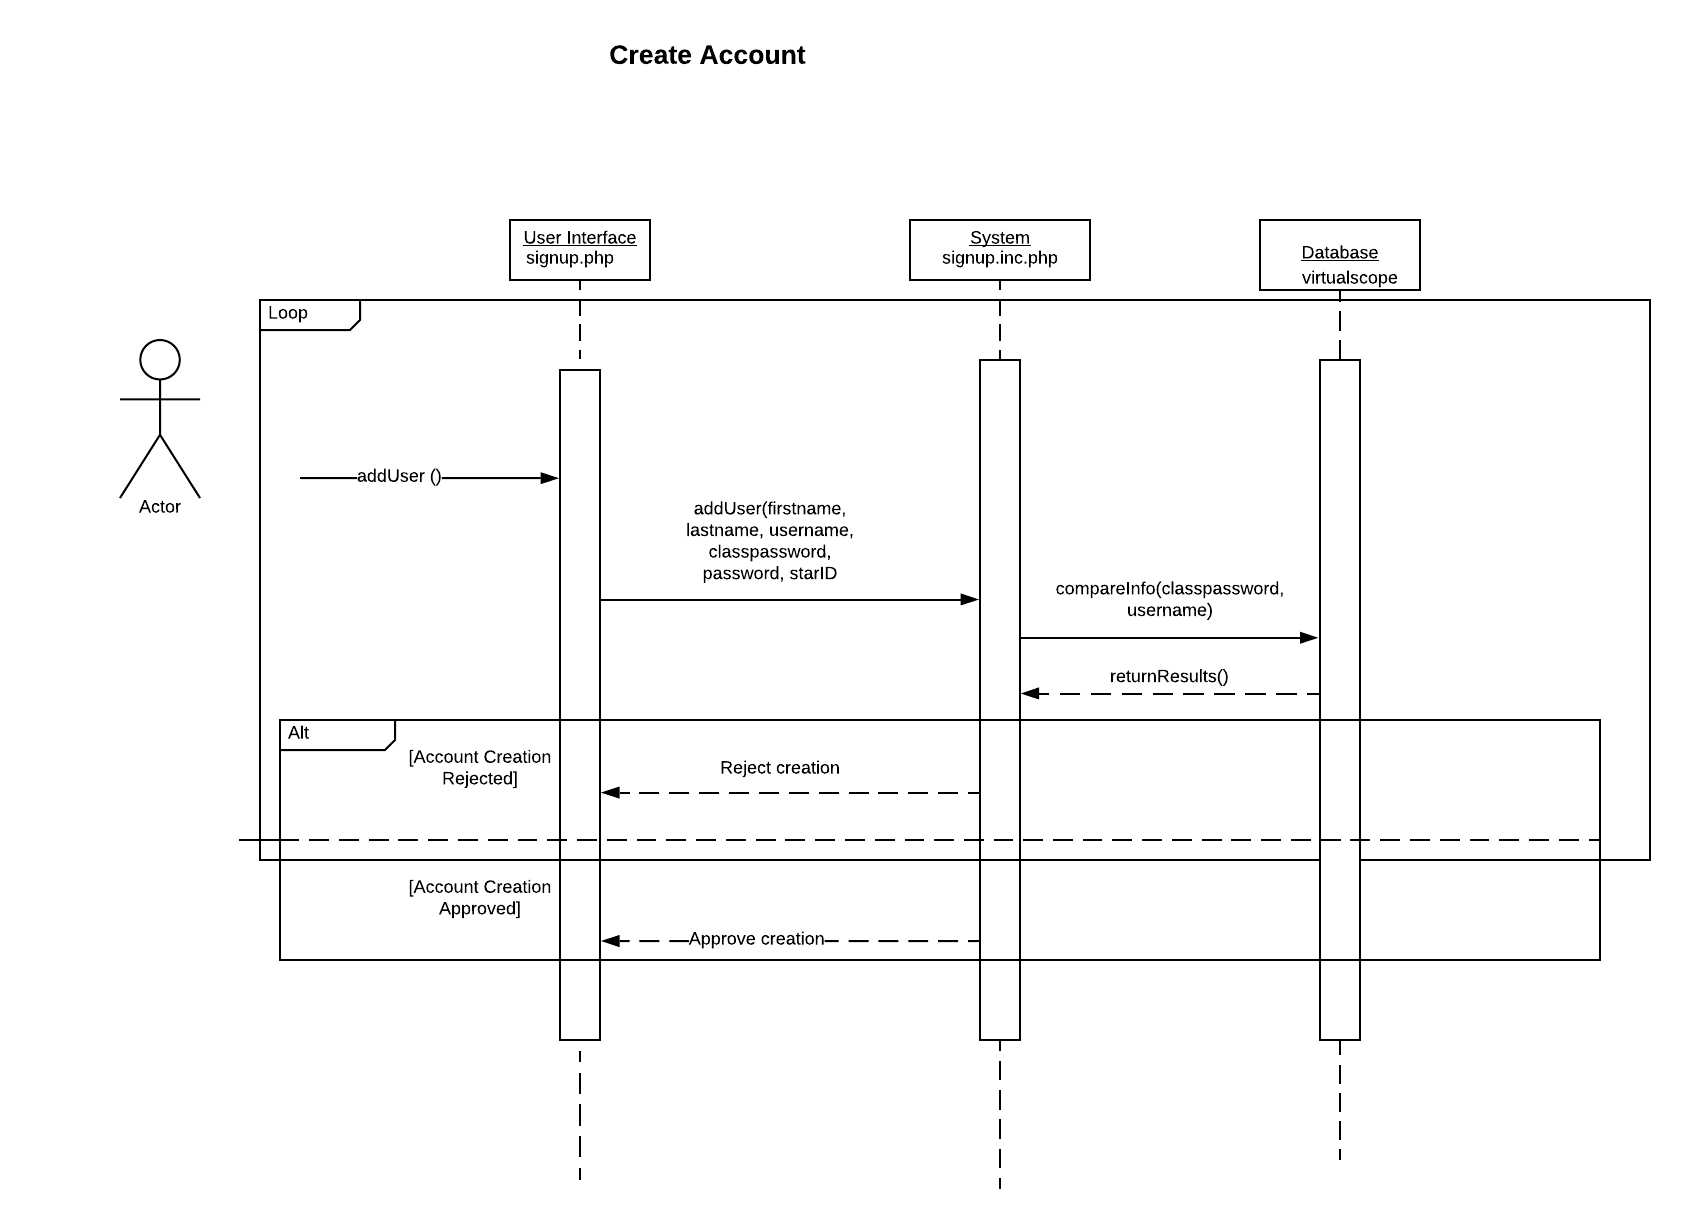 Create Account
User Interface
signup.php
System
signup.inc.php
Database
virtualscope
Loop
Actor
addUser ()
addUser(firstname,
lastname, username,
classpassword,
password, starID
compareInfo(classpassword,
username)
returnResults()
Alt
[Account Creation
Rejected]
Reject creation
[Account Creation
Approved]
Approve creation